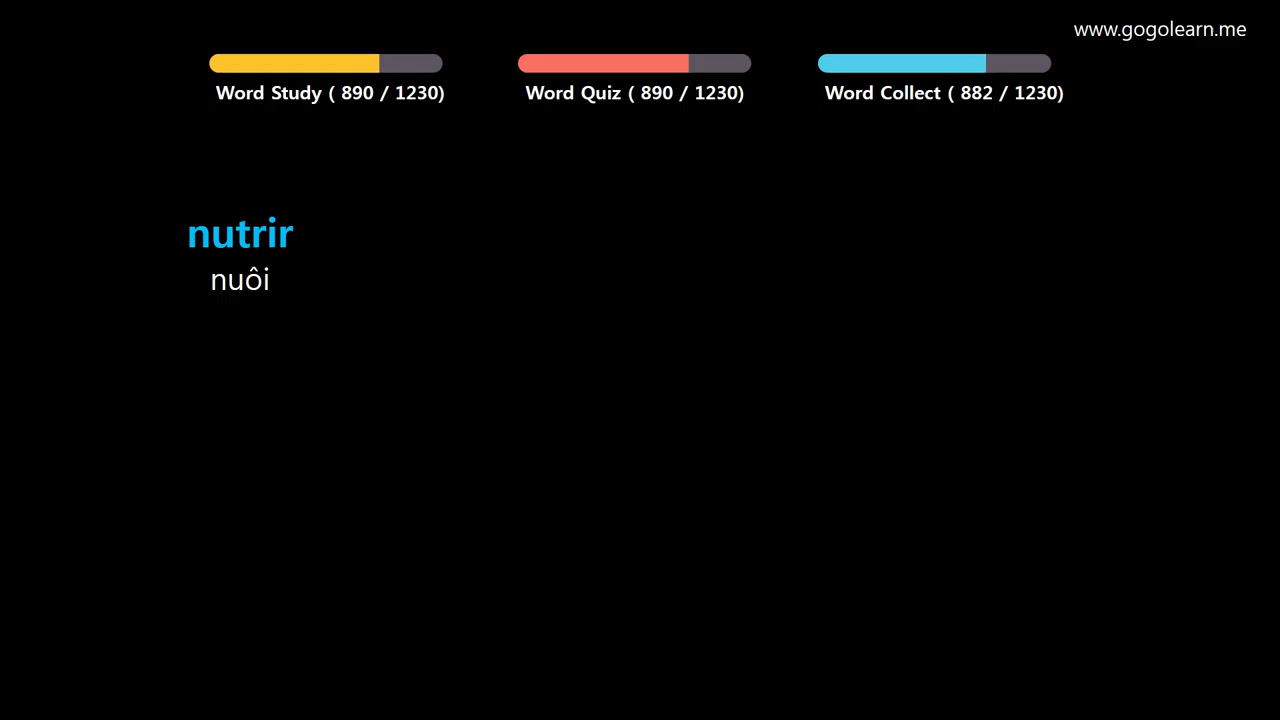 www.gogolearn.me
Word Study ( 890 / 1230)
Word Quiz ( 890 / 1230)
Word Collect ( 882 / 1230)
nutrir
nuôi